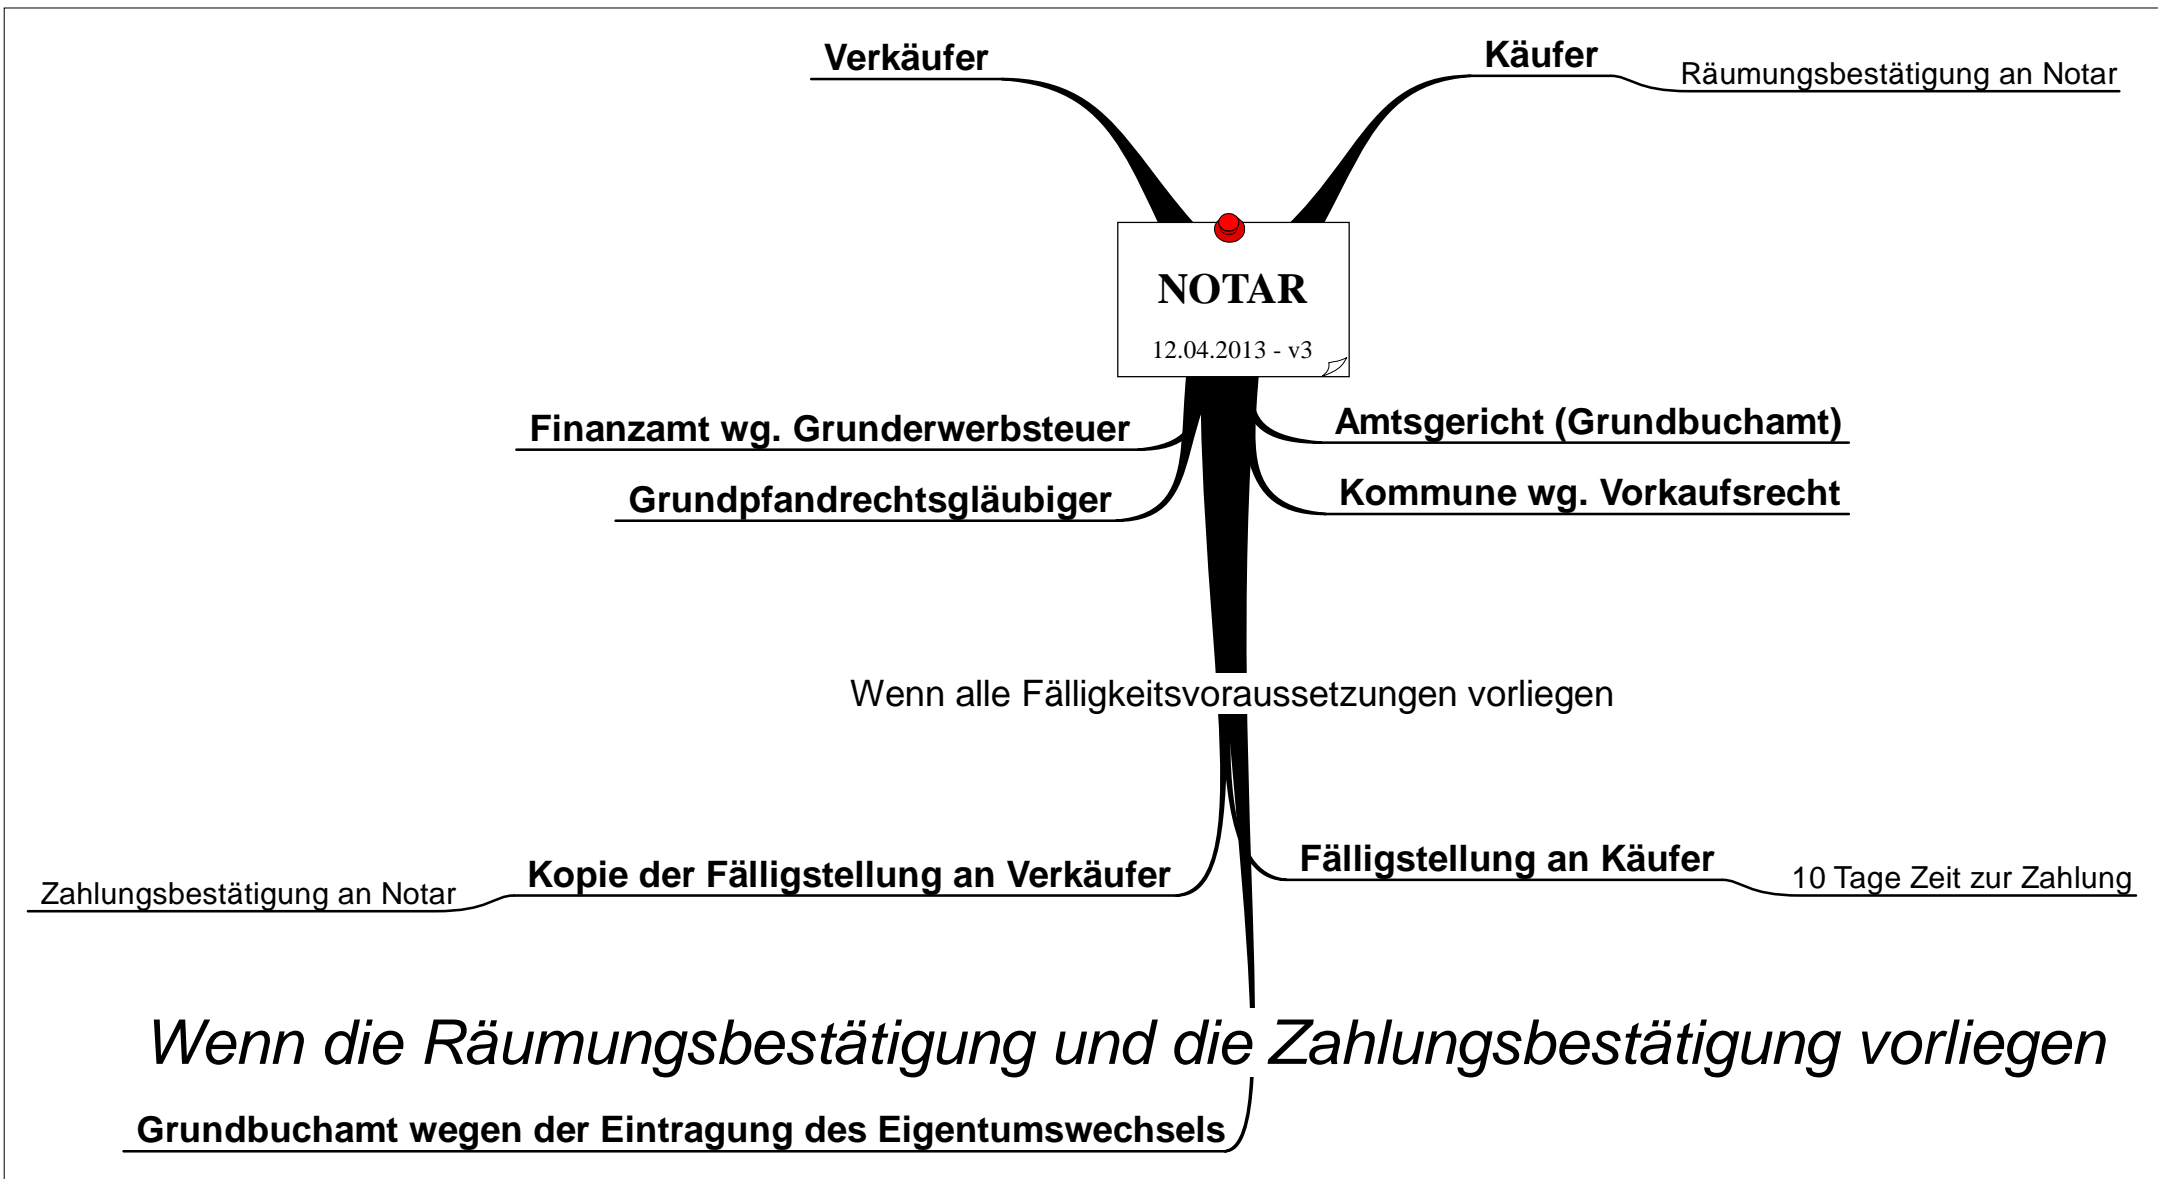 Verkäufer
Käufer
Räumungsbestätigung an Notar
NOTAR
12.04.2013 - v3
Finanzamt wg. Grunderwerbsteuer
Amtsgericht (Grundbuchamt)
Grundpfandrechtsgläubiger
Kommune wg. Vorkaufsrecht
Wenn alle Fälligkeitsvoraussetzungen vorliegen
Zahlungsbestätigung an Notar
Kopie der Fälligstellung an Verkäufer
Fälligstellung an Käufer
10 Tage Zeit zur Zahlung
Wenn die Räumungsbestätigung und die Zahlungsbestätigung vorliegen
Grundbuchamt wegen der Eintragung des Eigentumswechsels